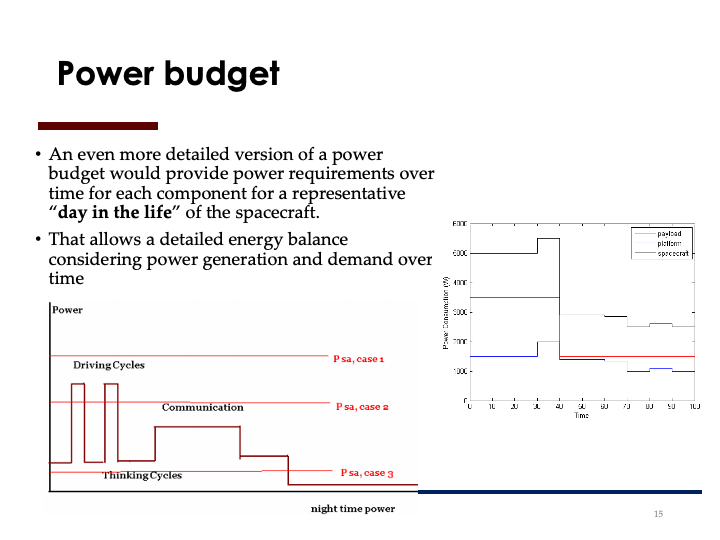 Power budget
• An even more detailed version of a power
budget would provide power requirements over
time for each component for a representative
“day in the life” of the spacecraft.
• That allows a detailed energy balance
considering power generation and demand over
time
Power
P sa, case 1
Driving Cycles
P sa, case 2
Communication
P sa, case 3
Thinking Cycles
night time power
6000
5000
4000
3000
2000
1000
0
Power Consumption (W)
payload
platform
spacecraft
0 10 20 30 40 50 60 70 80 90 100
Time
15